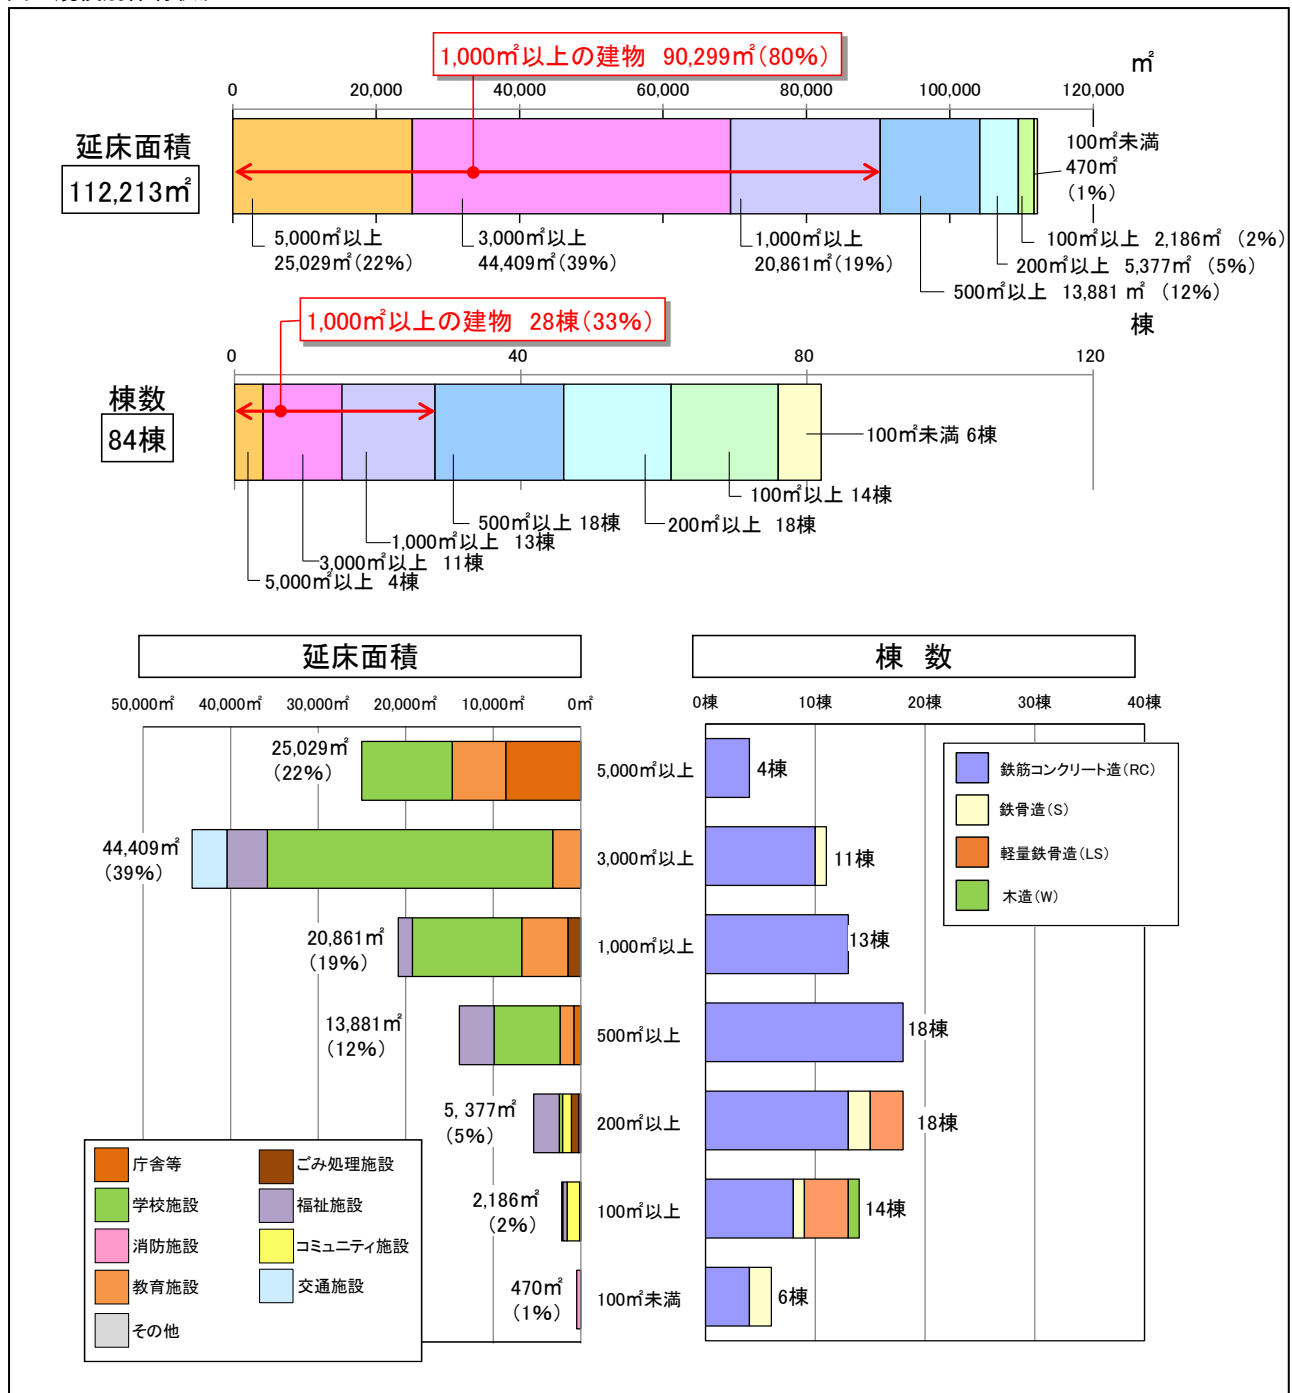 1,000㎡以上の建物 90,299㎡(80%)
㎡
0 20,000 40,000 60,000 80,000 100,000 120,000
延床面積
112,213㎡
100㎡未満
470㎡
(1%)
5,000㎡以上
25,029㎡(22%)
3,000㎡以上
44,409㎡(39%)
1,000㎡以上
20,861㎡(19%)
100㎡以上 2,186㎡ (2%)
200㎡以上 5,377㎡ (5%)
500㎡以上 13,881 ㎡ (12%)
1,000㎡以上の建物 28棟(33%)
棟
0 40 80 120
棟数
84棟
100㎡未満 6棟
100㎡以上 14棟
200㎡以上 18棟
500㎡以上 18棟
1,000㎡以上 13棟
3,000㎡以上 11棟
5,000㎡以上 4棟
延床面積
棟 数
50,000㎡ 40,000㎡ 30,000㎡ 20,000㎡ 10,000㎡ 0㎡
0棟 10棟 20棟 30棟 40棟
25,029㎡
(22%)
5,000㎡以上
4棟
44,409㎡
(39%)
3,000㎡以上
11棟
20,861㎡
(19%)
1,000㎡以上
13棟
13,881㎡
(12%)
500㎡以上
18棟
5, 377㎡
(5%)
200㎡以上
18棟
2,186㎡
(2%)
100㎡以上
14棟
470㎡
(1%)
100㎡未満
6棟
鉄筋コンクリート造(RC)
鉄骨造(S)
軽量鉄骨造(LS)
木造(W)
庁舎等
ごみ処理施設
学校施設
福祉施設
消防施設
コミュニティ施設
教育施設
交通施設
その他